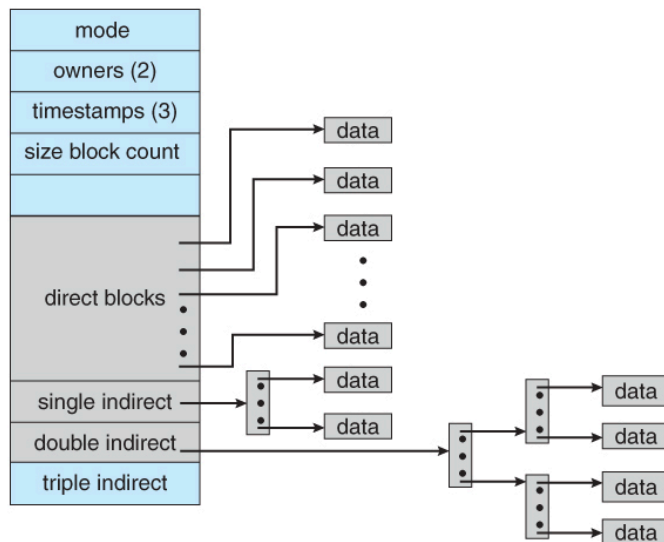 mode
owners (2)
timestamps (3)
size block count
direct blocks
single indirect
double indirect
triple indirect
data
data
data
data
data
data
data
data
data
data